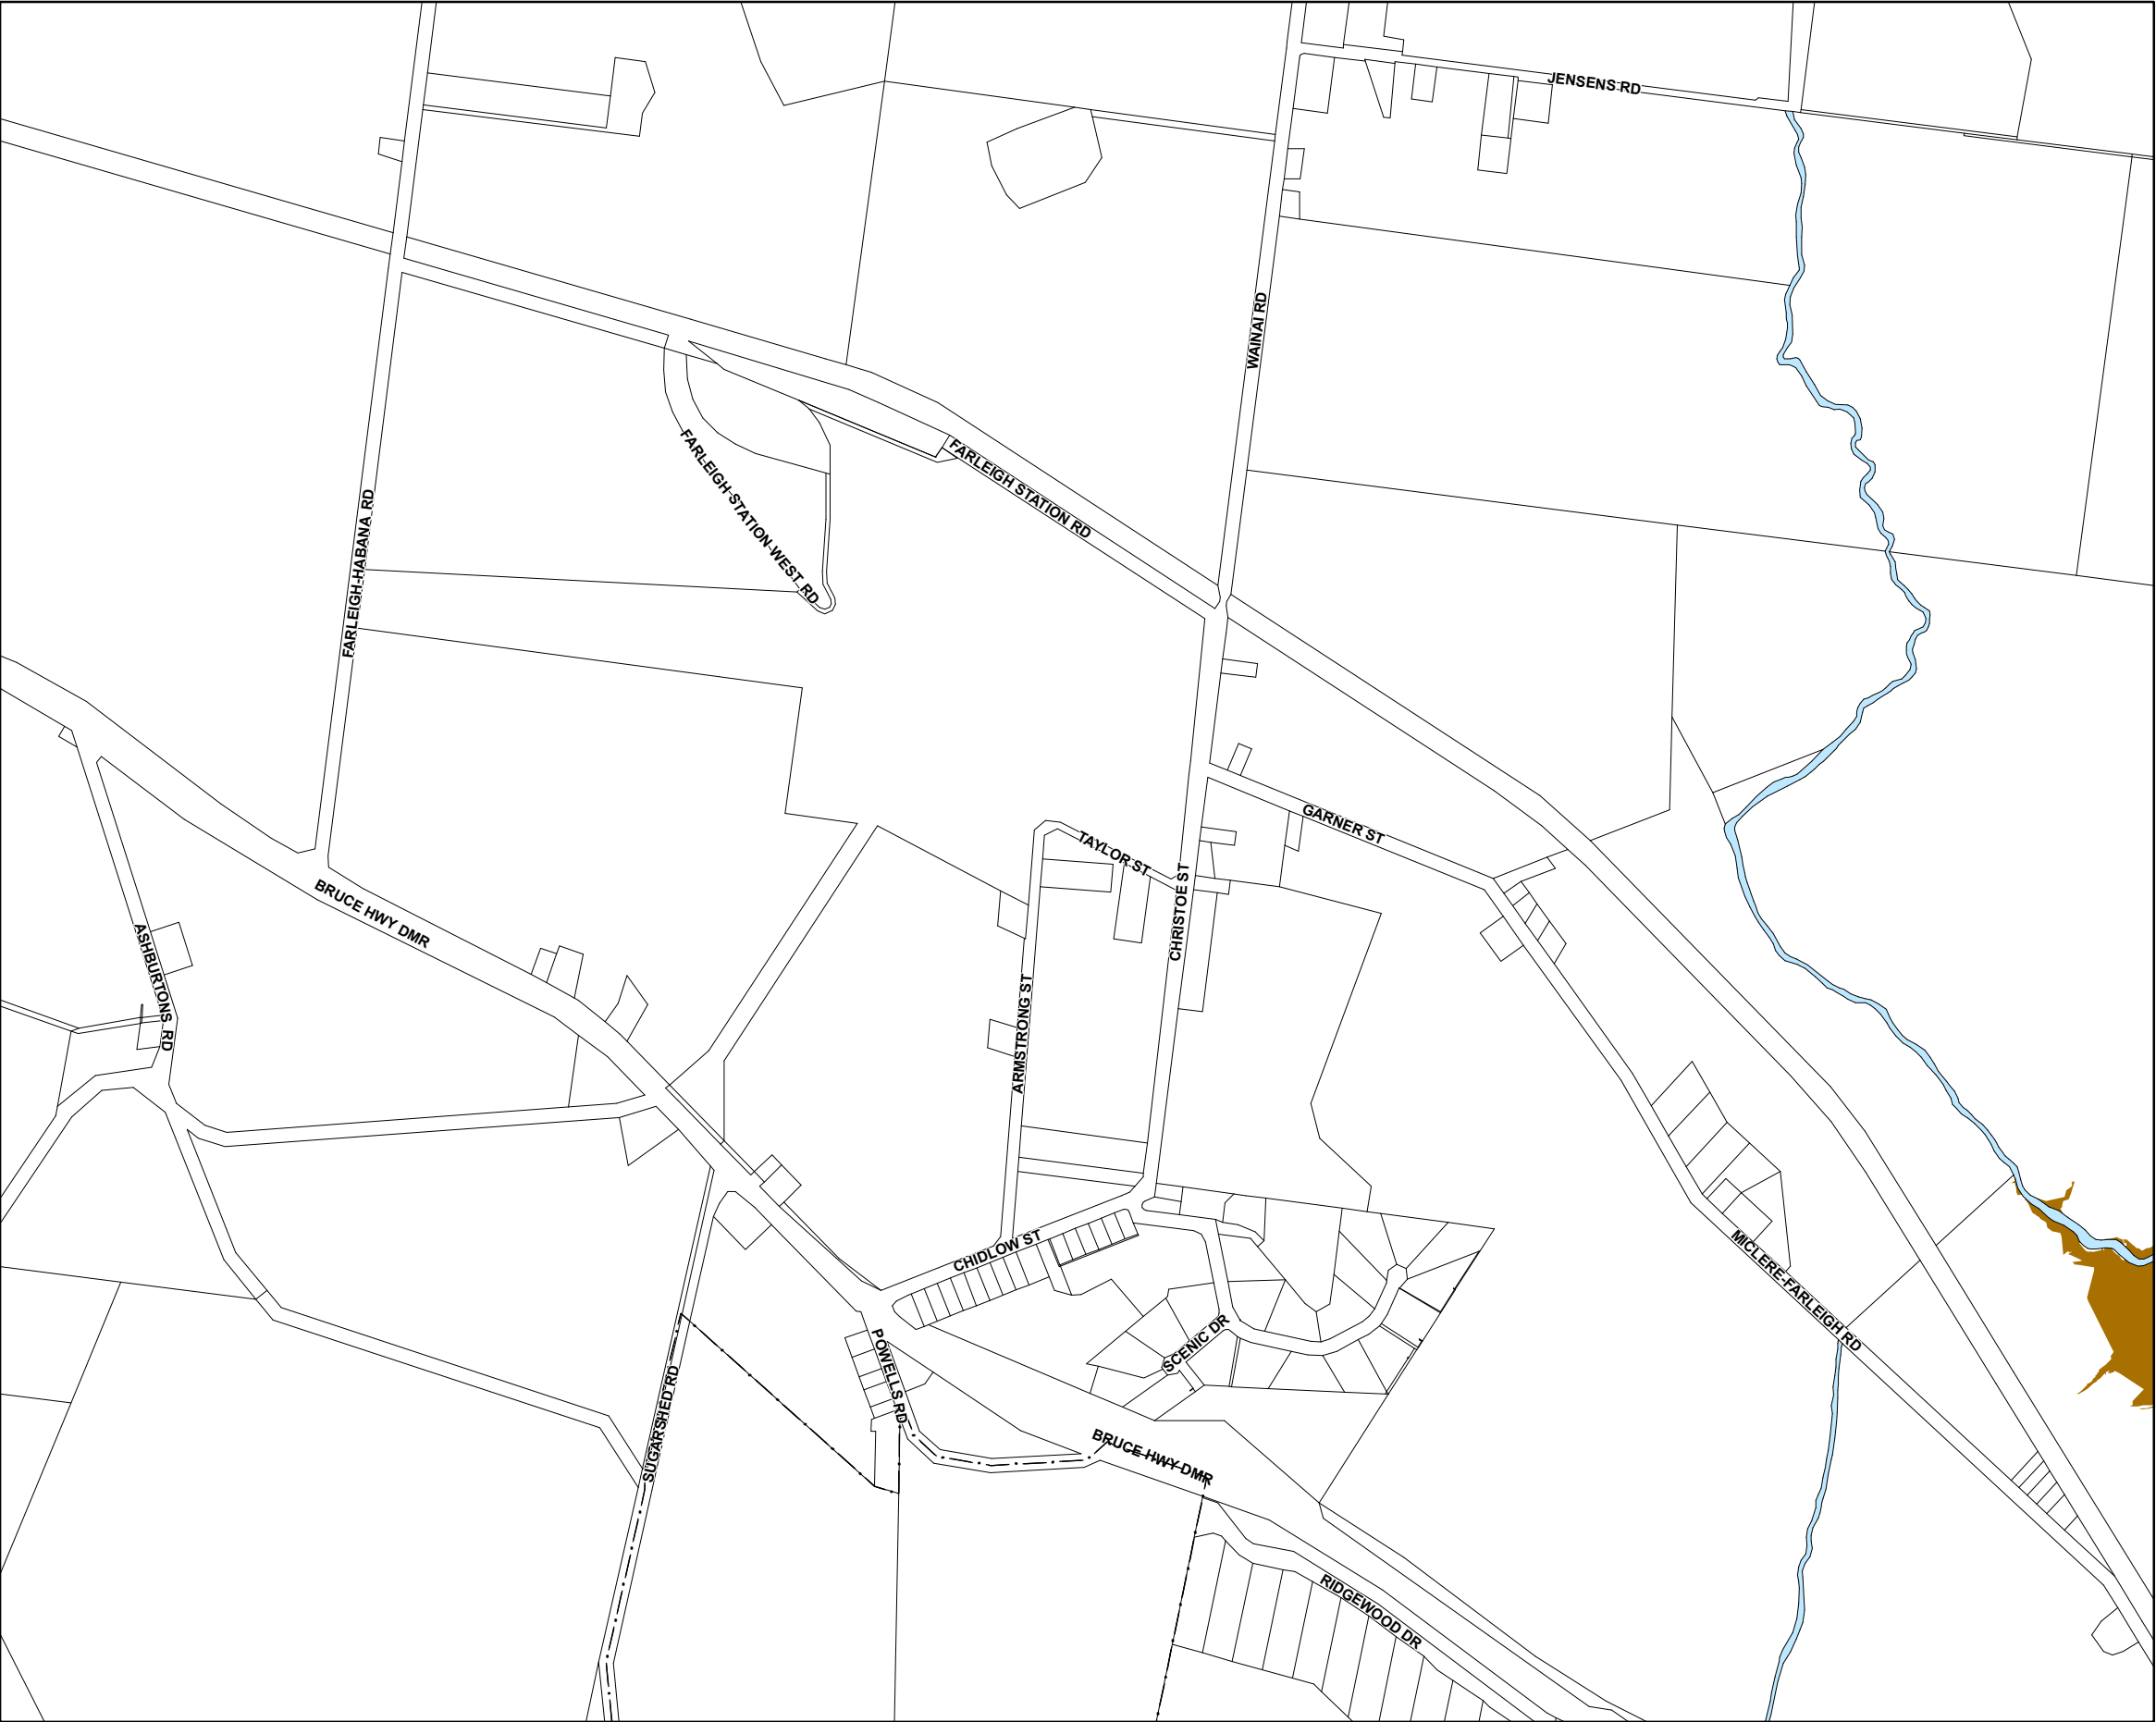 JENSENS RD
WAINAI RD
FARLEIGH STATION RD
FARLEIGH-STATION-WEST RD
FARLEIGH-HABANA RD
GARNER ST
TAYLOR ST
CHRISTOE ST
BRUCE HWY DMR
ASHBURTONS RD
ARMSTRONG ST
CHIDLOW ST
MICLERE-FARLEIGH RD
SCENIC DR
POWELLS RD
SUGARSHED RD
BRUCE HWY DMR
RIDGEWOOD DR